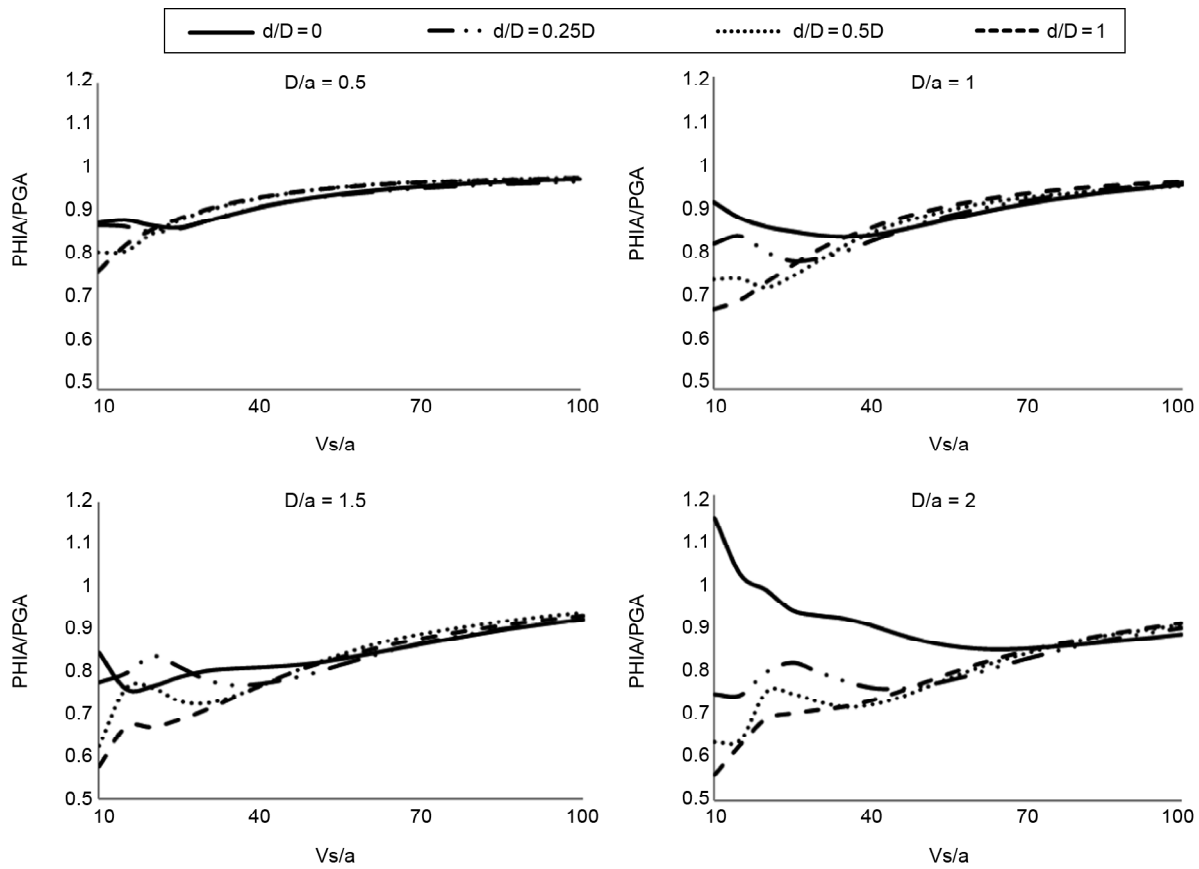 d/D = 0 d/D = 0.25D d/D = 0.5D d/D = 1
D/a = 0.5
1.2
1.1
1
0.9
0.8
0.7
0.6
0.5
PHIA/PGA
10 40 70 100
Vs/a
D/a = 1
1.2
1.1
1
0.9
0.8
0.7
0.6
0.5
PHIA/PGA
10 40 70 100
Vs/a
D/a = 1.5
1.2
1.1
1
0.9
0.8
0.7
0.6
0.5
PHIA/PGA
10 40 70 100
Vs/a
D/a = 2
1.2
1.1
1
0.9
0.8
0.7
0.6
0.5
PHIA/PGA
10 40 70 100
Vs/a